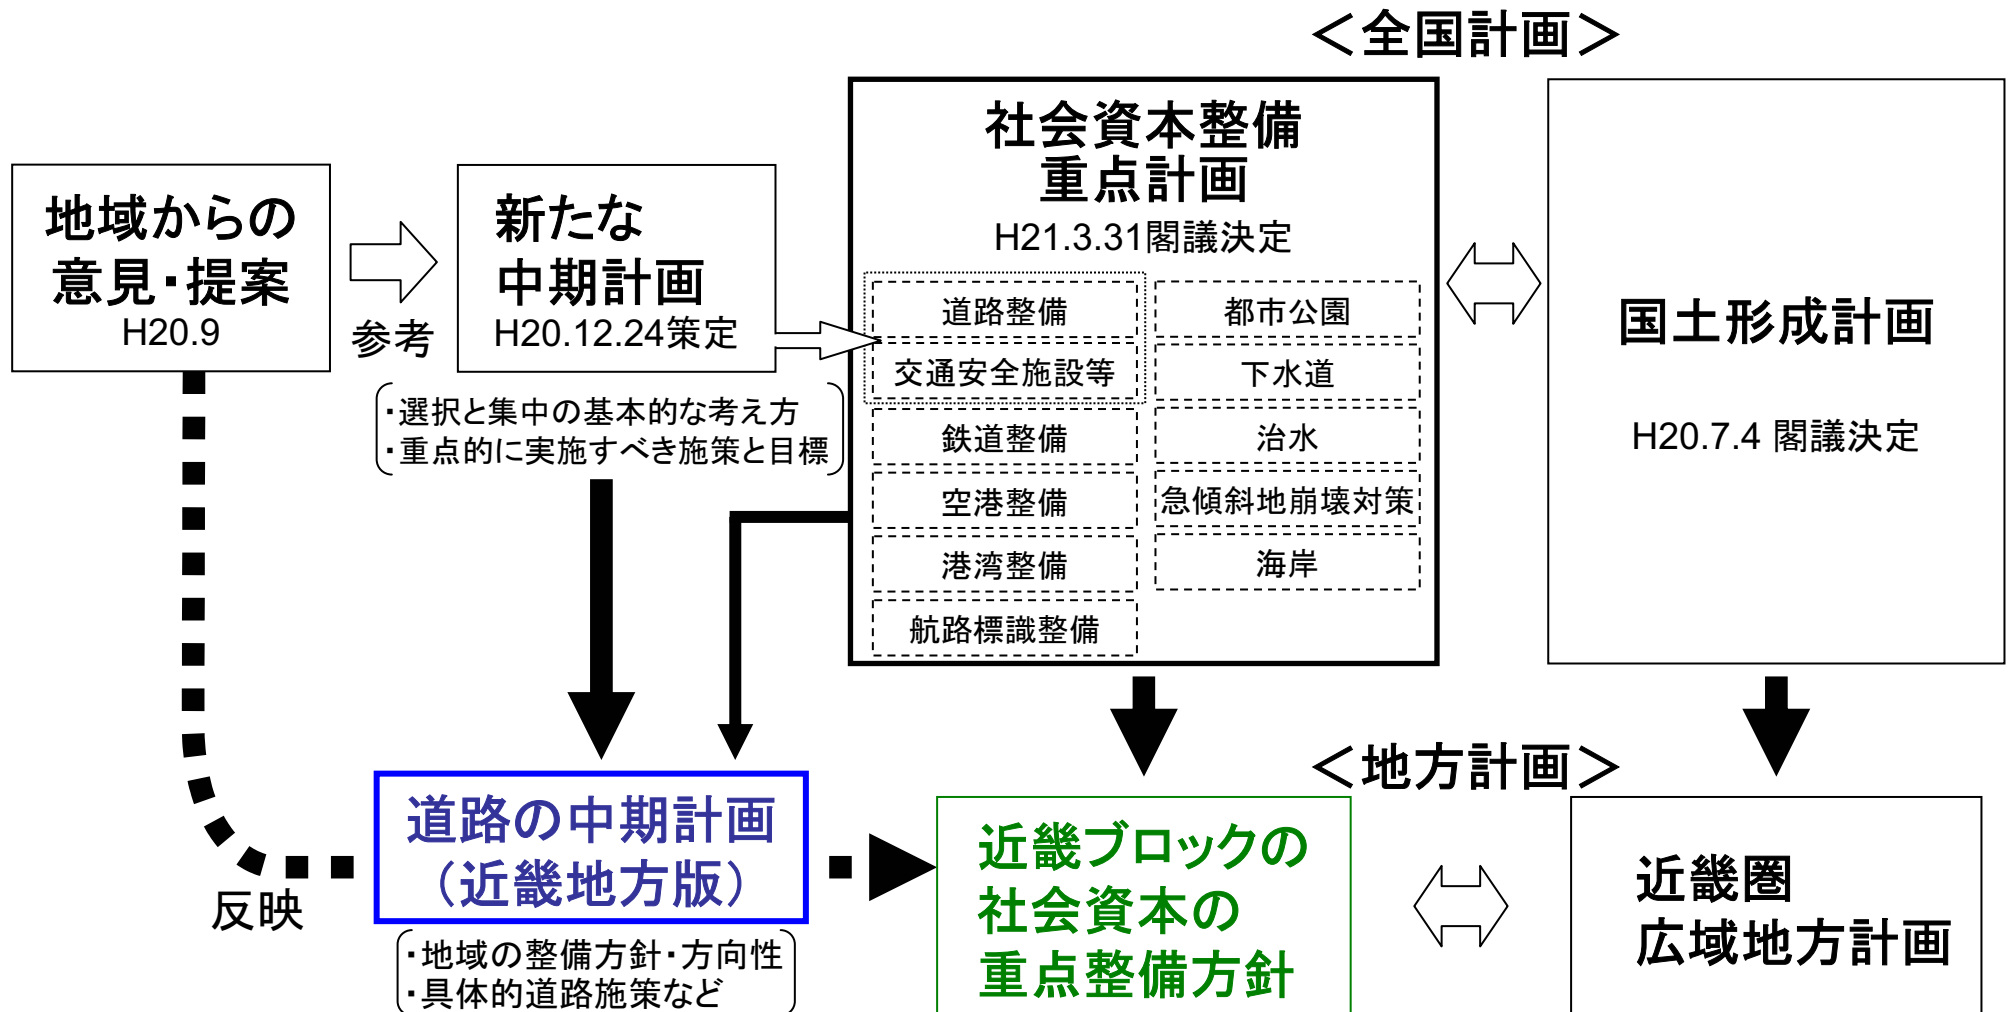 ＜全国計画＞
地域からの
意見・提案
H20.9
参考
新たな
中期計画
H20.12.24策定
・選択と集中の基本的な考え方
・重点的に実施すべき施策と目標
社会資本整備
重点計画
H21.3.31閣議決定
道路整備
交通安全施設等
鉄道整備
空港整備
港湾整備
航路標識整備
都市公園
下水道
治水
急傾斜地崩壊対策
海岸
国土形成計画
H20.7.4 閣議決定
＜地方計画＞
反映
道路の中期計画
（近畿地方版）
・地域の整備方針・方向性
・具体的道路施策など
近畿ブロックの
社会資本の
重点整備方針
近畿圏
広域地方計画